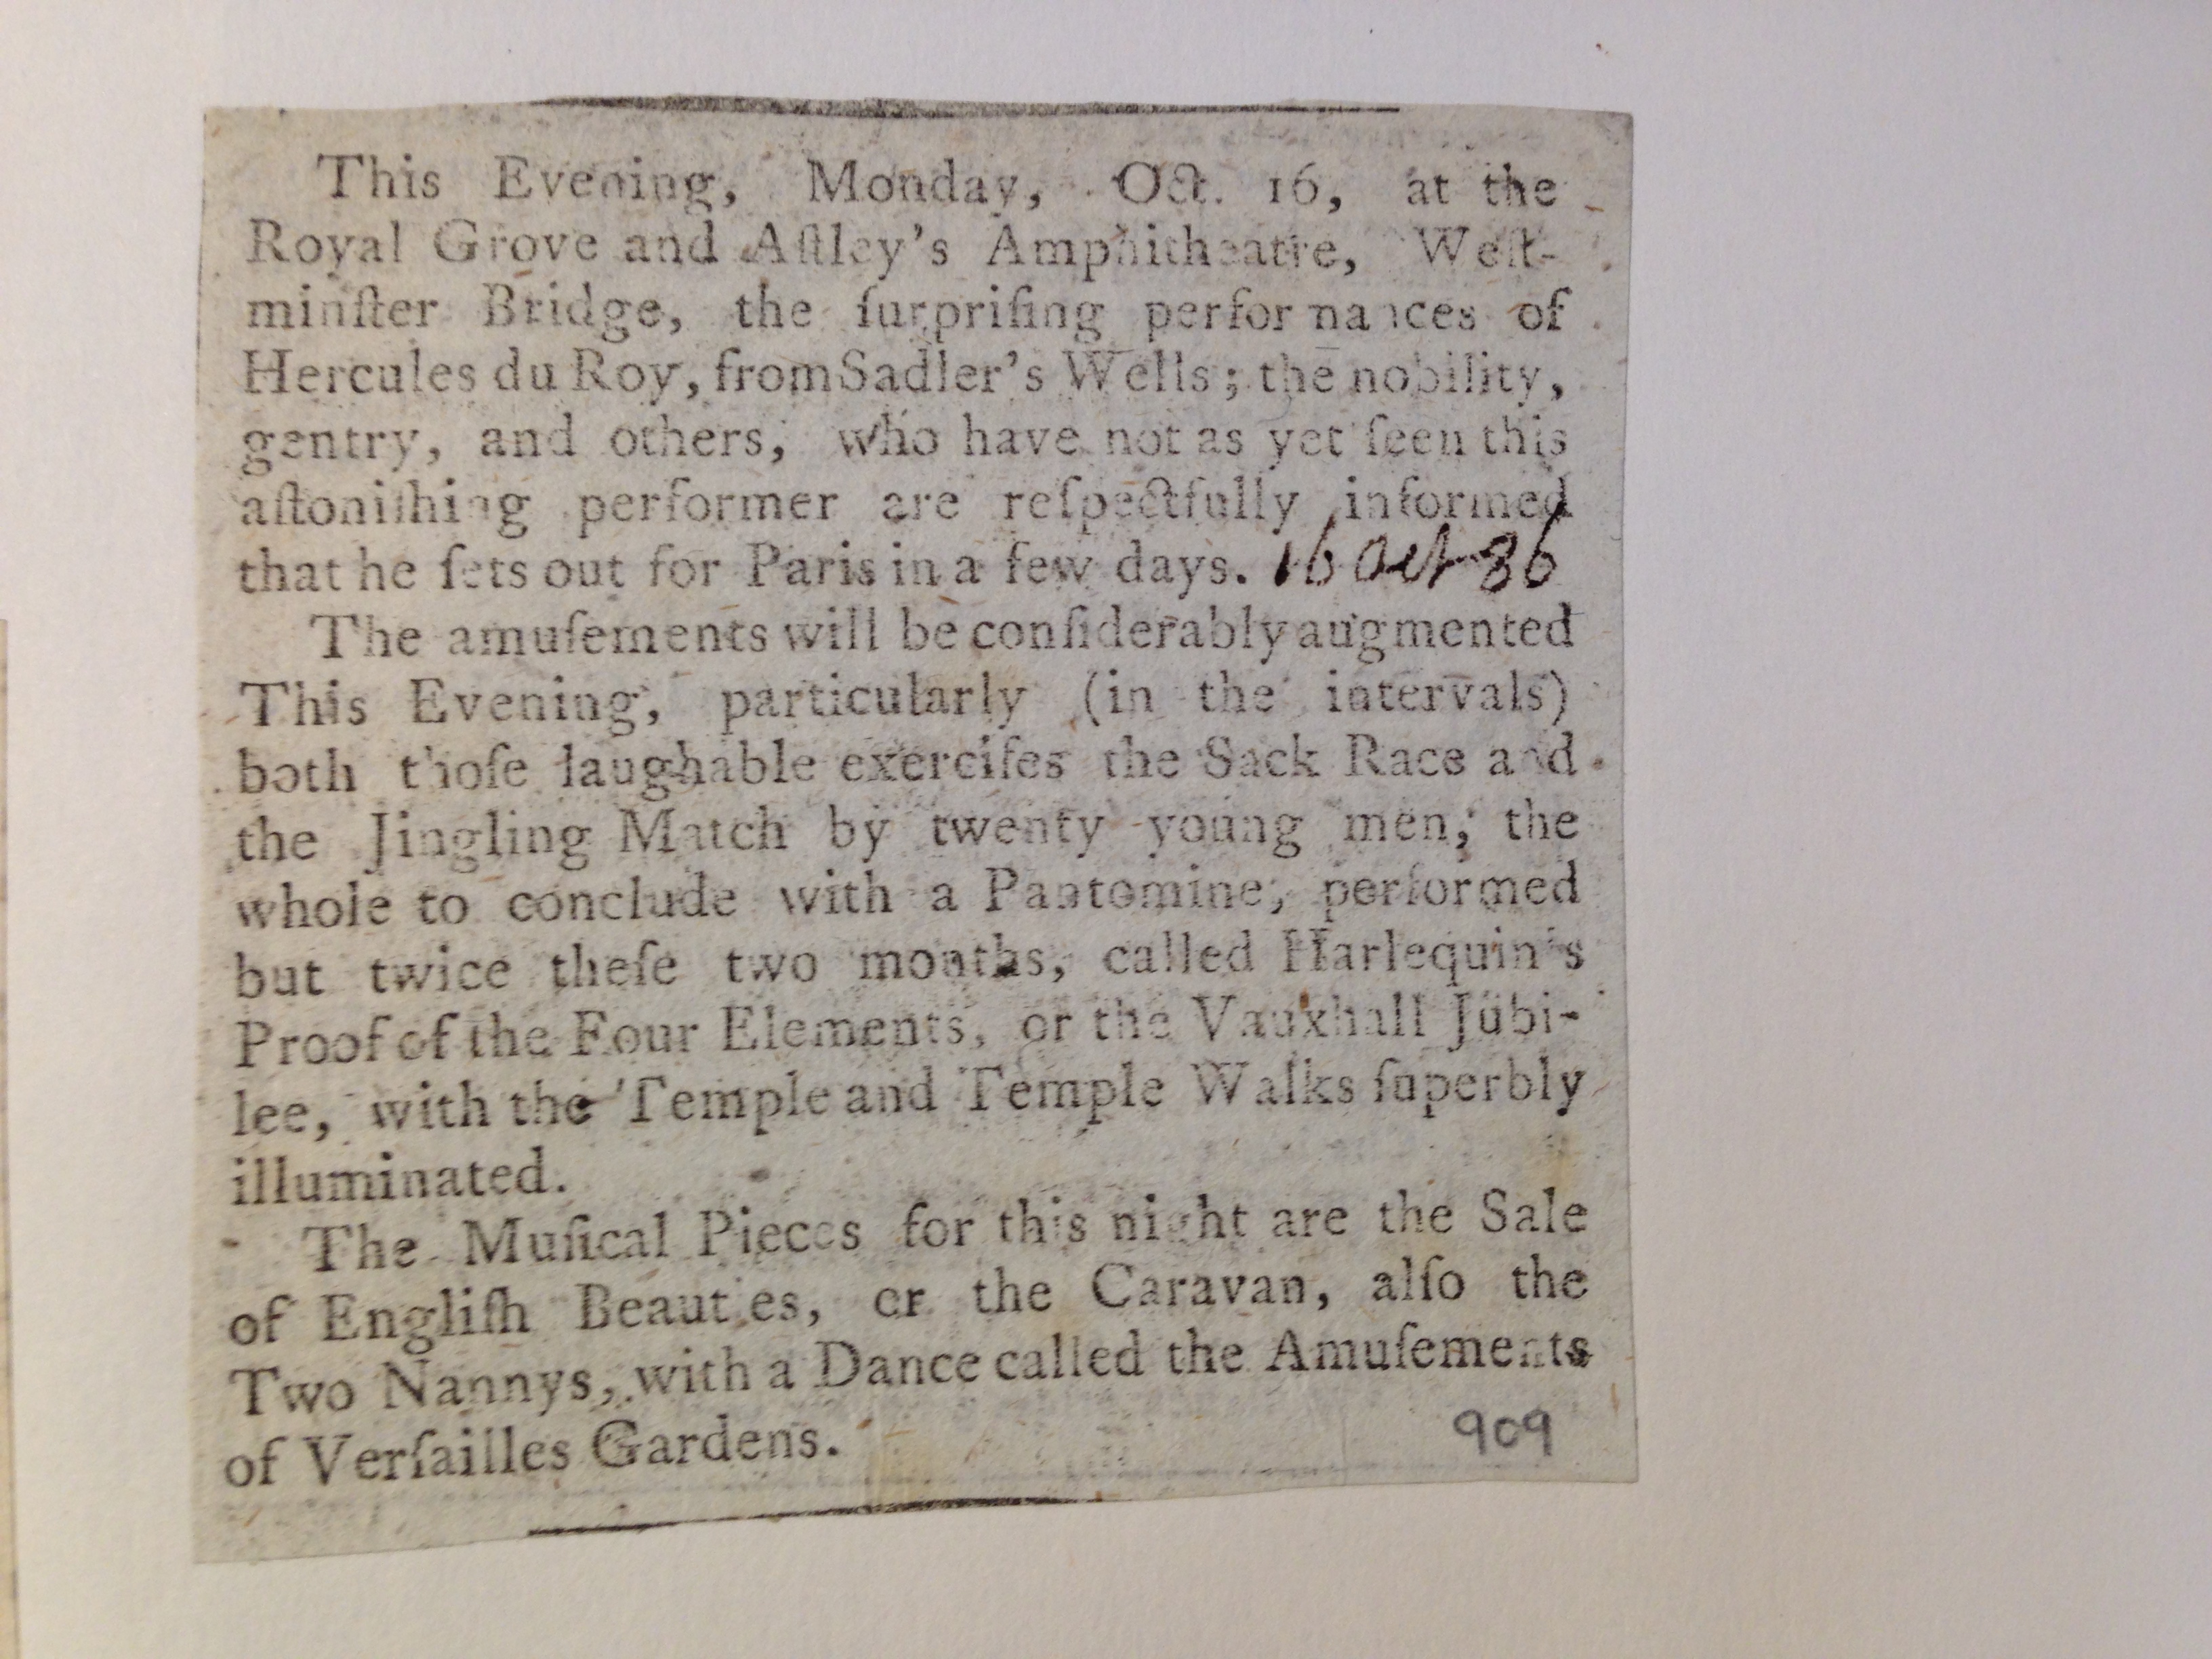 This Evening, Monday, Oct. 16, at the
Royal Grove and Aſtley's Amphitheatre, Weſt-
minſter Bridge, the ſurpriſing performances of
Hercules du Roy, from Sadler's Wells; the nobility,
gentry, and others, who have not as yet ſeen this
aſtoniſhing performer are reſpectfully informed
that he ſets out for Paris in a few days. 16 Oct 86
The amuſements will be conſiderably augmented
This Evening, particularly (in the intervals)
both thoſe laughable exerciſes the Sack Race and
the Jingling Match by twenty young men, the
whole to conclude with a Pantomine, performed
but twice theſe two months, called Harlequin's
Proof of the Four Elements, or the Vauxhall Jubi-
lee, with the Temple and Temple Walks ſuperbly
illuminated.
The Muſical Pieces for this night are the Sale
of Engliſh Beauties, or the Caravan, alſo the
Two Nannys, with a Dance called the Amuſements
of Verſailles Gardens.
909